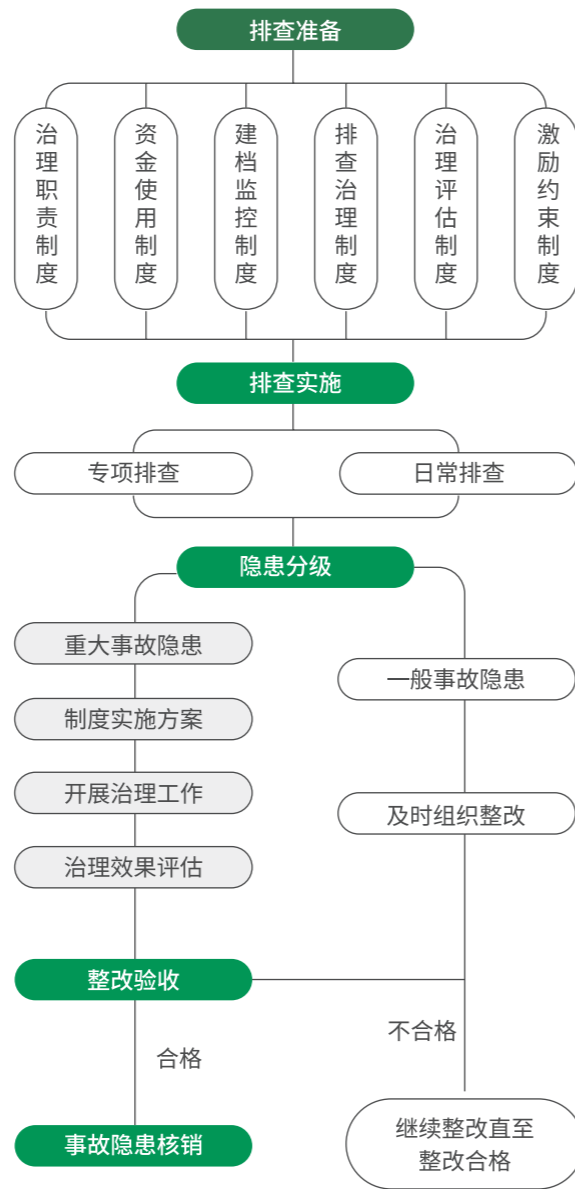 排查准备
治理职责制度
资金使用制度
建档监控制度
排查治理制度
治理评估制度
激励约束制度
排查实施
专项排查
日常排查
隐患分级
重大事故隐患
一般事故隐患
制度实施方案
开展治理工作
及时组织整改
治理效果评估
整改验收
合格
不合格
事故隐患核销
继续整改直至
整改合格